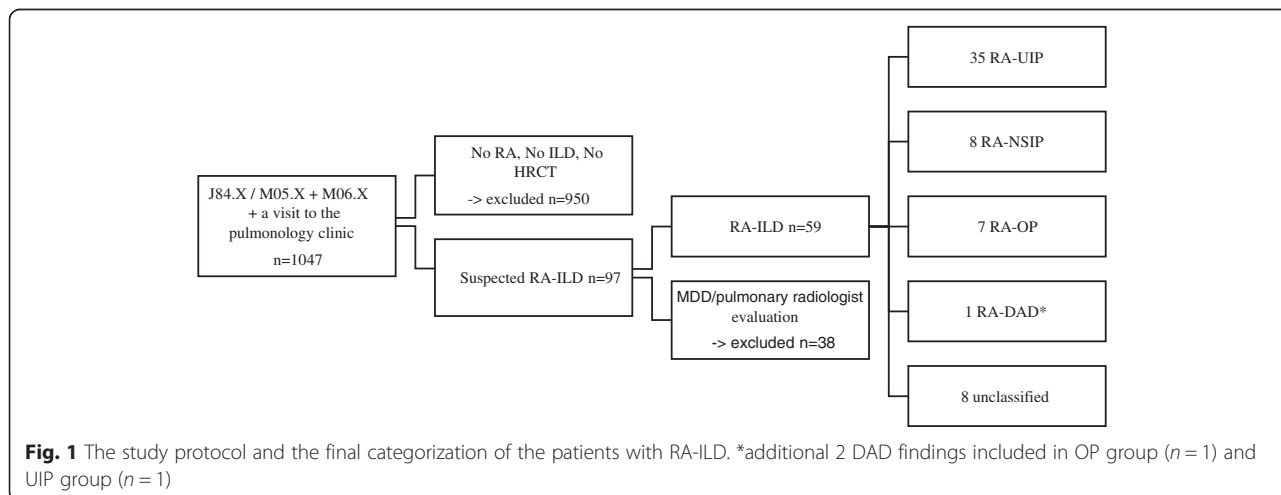 J84.X / M05.X + M06.X
+ a visit to the
pulmonology clinic
n=1047
No RA, No ILD, No
HRCT
-> excluded n=950
Suspected RA-ILD n=97
RA-ILD n=59
MDD/pulmonary radiologist
evaluation
-> excluded n=38
35 RA-UIP
8 RA-NSIP
7 RA-OP
1 RA-DAD*
8 unclassified
Fig. 1 The study protocol and the final categorization of the patients with RA-ILD. *additional 2 DAD findings included in OP group (n = 1) and
UIP group (n = 1)